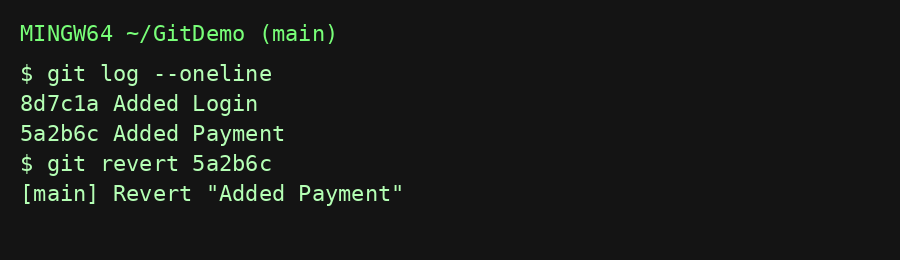 MINGW64 ~/GitDemo (main)
$ git log --oneline
8d7c1a Added Login
5a2b6c Added Payment
$ git revert 5a2b6c
[main] Revert "Added Payment"